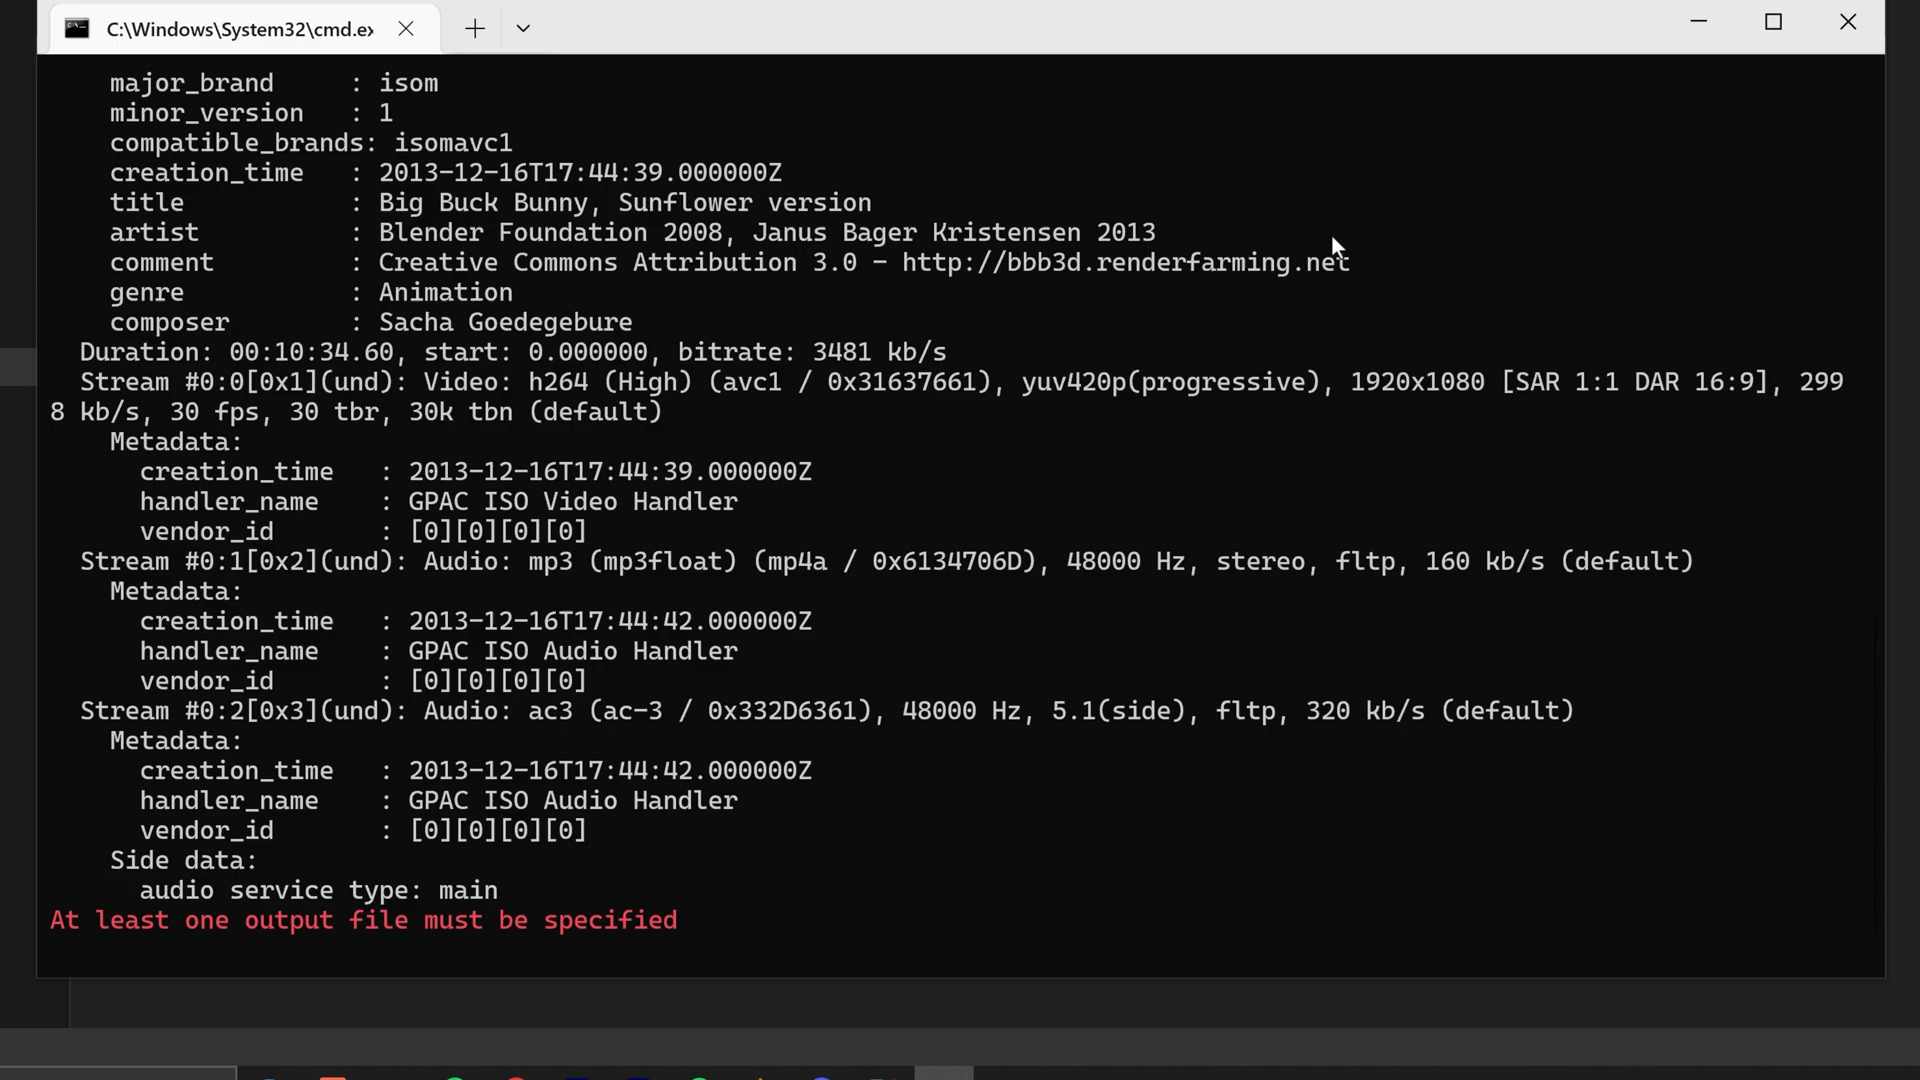 C:\Windows\System32\cmd.ex
major_brand     : isom
minor_version   : 1
compatible_brands: isomavc1
creation_time   : 2013-12-16T17:44:39.000000Z
title           : Big Buck Bunny, Sunflower version
artist          : Blender Foundation 2008, Janus Bager Kristensen 2013
comment         : Creative Commons Attribution 3.0 - http://bbb3d.renderfarming.net
genre           : Animation
composer        : Sacha Goedegebure
Duration: 00:10:34.60, start: 0.000000, bitrate: 3481 kb/s
Stream #0:0[0x1](und): Video: h264 (High) (avc1 / 0x31637661), yuv420p(progressive), 1920x1080 [SAR 1:1 DAR 16:9], 299
8 kb/s, 30 fps, 30 tbr, 30k tbn (default)
Metadata:
creation_time   : 2013-12-16T17:44:39.000000Z
handler_name    : GPAC ISO Video Handler
vendor_id       : [0][0][0][0]
Stream #0:1[0x2](und): Audio: mp3 (mp3float) (mp4a / 0x6134706D), 48000 Hz, stereo, fltp, 160 kb/s (default)
Metadata:
creation_time   : 2013-12-16T17:44:42.000000Z
handler_name    : GPAC ISO Audio Handler
vendor_id       : [0][0][0][0]
Stream #0:2[0x3](und): Audio: ac3 (ac-3 / 0x332D6361), 48000 Hz, 5.1(side), fltp, 320 kb/s (default)
Metadata:
creation_time   : 2013-12-16T17:44:42.000000Z
handler_name    : GPAC ISO Audio Handler
vendor_id       : [0][0][0][0]
Side data:
audio service type: main
At least one output file must be specified